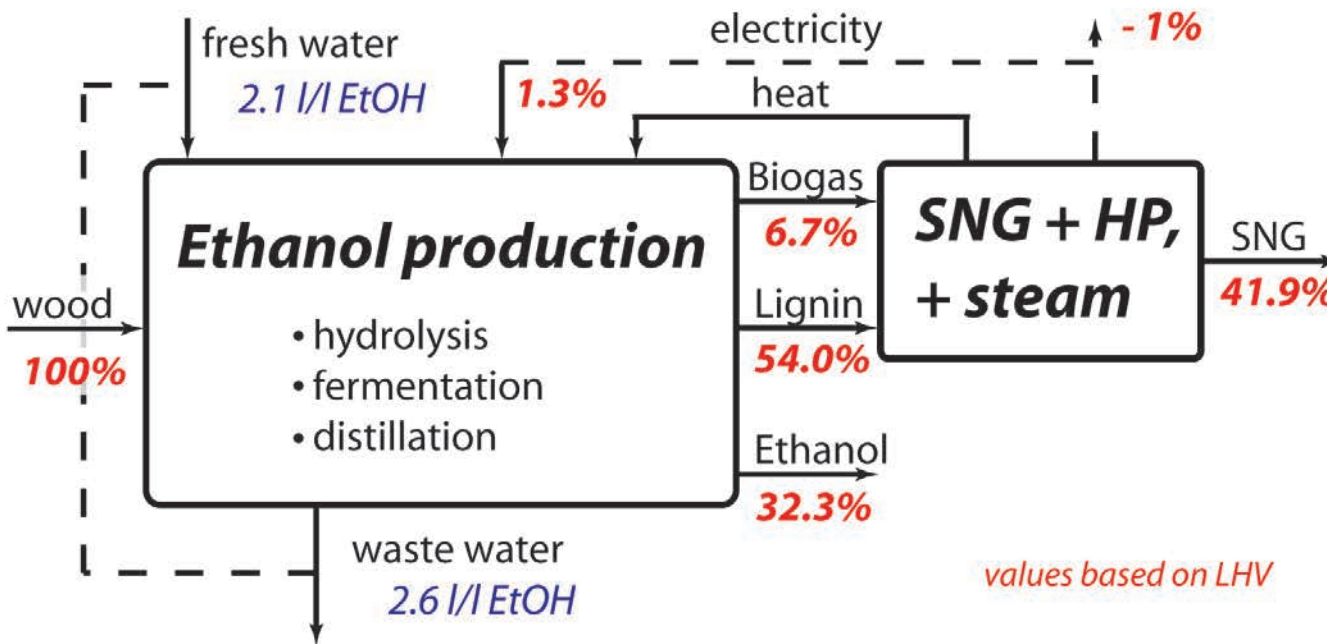 fresh water
2.1 l/l EtOH
electricity
- 1%
1.3%
heat
wood
100%
Ethanol production
• hydrolysis
• fermentation
• distillation
Biogas
6.7%
Lignin
54.0%
Ethanol
32.3%
SNG + HP,
+ steam
SNG
41.9%
waste water
2.6 l/l EtOH
values based on LHV